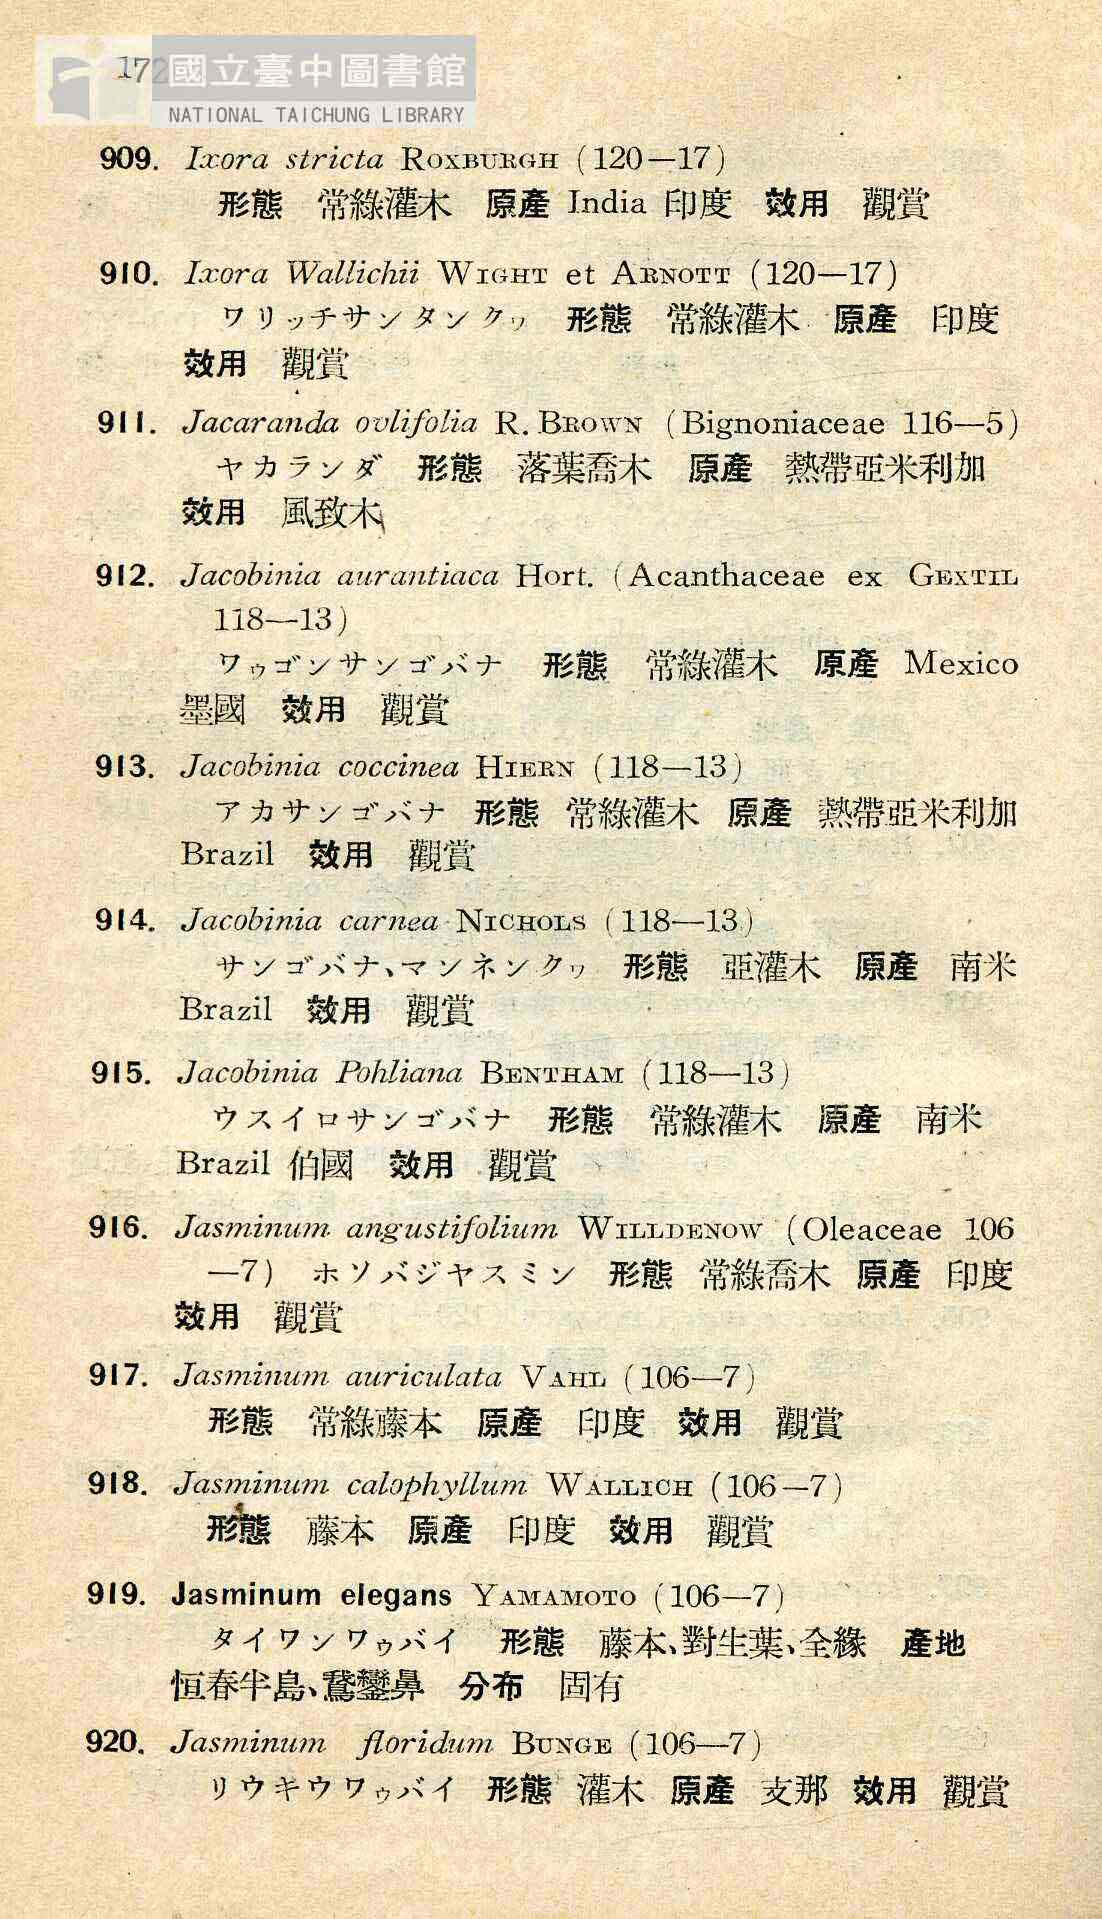 172
國立臺中圖書館
NATIONAL TAICHUNG LIBRARY
909. Ixora stricta ROXBURGH (120—17)
形態 常綠灌木 原產 India 印度 效用 觀賞
910. Ixora Wallichii WIGHT et ARNOTT (120—17)
ワリッチサンタンクヮ 形態 常綠灌木 原產 印度
效用 觀賞
911. Jacaranda ovlifolia R. BROWN (Bignoniaceae 116—5)
ヤカランダ 形態 落葉喬木 原產 熱帶亞米利加
效用 風致木
912. Jacobinia aurantiaca Hort. (Acanthaceae ex GEXTIL
118—13)
ワゥゴンサンゴバナ 形態 常綠灌木 原產 Mexico
墨國 效用 觀賞
913. Jacobinia coccinea HIERN (118—13)
アカサンゴバナ 形態 常綠灌木 原產 熱帶亞米利加
Brazil 效用 觀賞
914. Jacobinia carnea NICHOLS (118—13)
サンゴバナ、マンネンクヮ 形態 亞灌木 原產 南米
Brazil 效用 觀賞
915. Jacobinia Pohliana BENTHAM (118—13)
ウスイロサンゴバナ 形態 常綠灌木 原產 南米
Brazil 伯國 效用 觀賞
916. Jasminum angustifolium WILLDENOW (Oleaceae 106
—7) ホソバジヤスミン 形態 常綠喬木 原產 印度
效用 觀賞
917. Jasminum auriculata VAHL (106—7)
形態 常綠藤本 原產 印度 效用 觀賞
918. Jasminum calophyllum WALLICH (106—7)
形態 藤本 原產 印度 效用 觀賞
919. Jasminum elegans YAMAMOTO (106—7)
タイワンワゥバイ 形態 藤本、對生葉、全緣 產地
恒春半島、鵞鑾鼻 分布 固有
920. Jasminum floridum BUNGE (106—7)
リウキウワゥバイ 形態 灌木 原產 支那 效用 觀賞